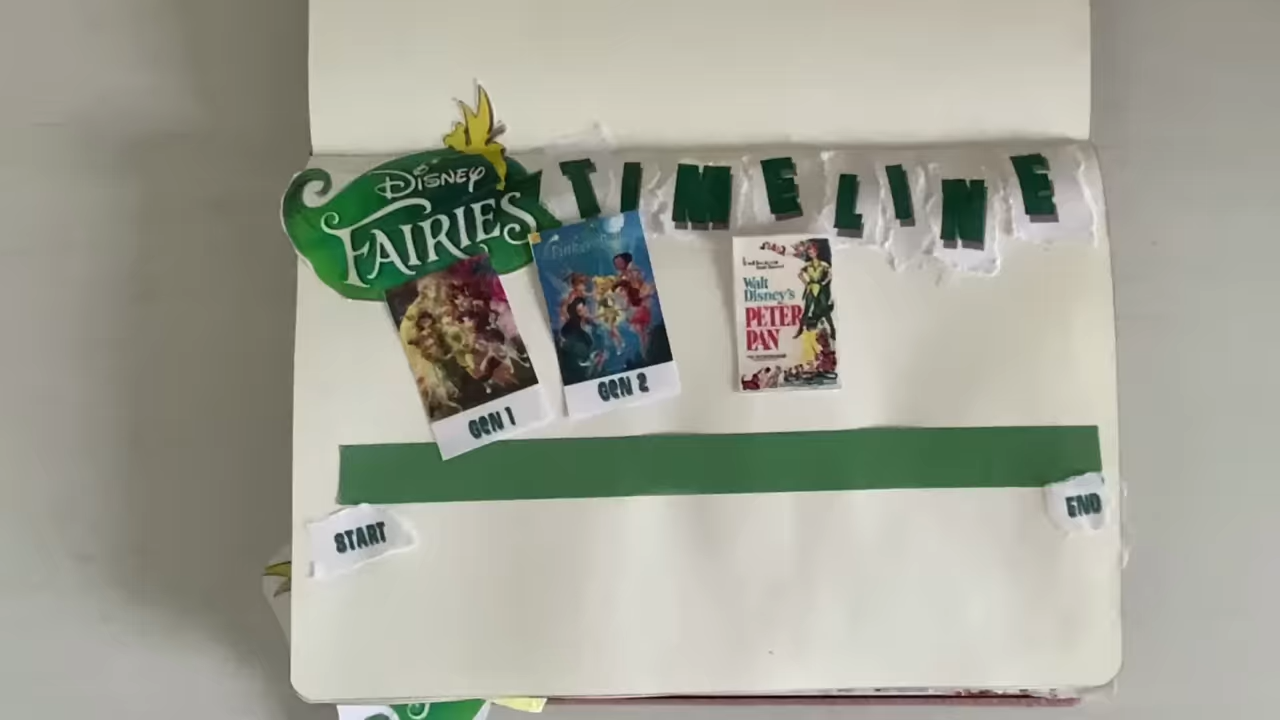 Disney
FAIRIES
TIMELINE
Walt
Disney's
PETER
PAN
GEN 1
GEN 2
START
END